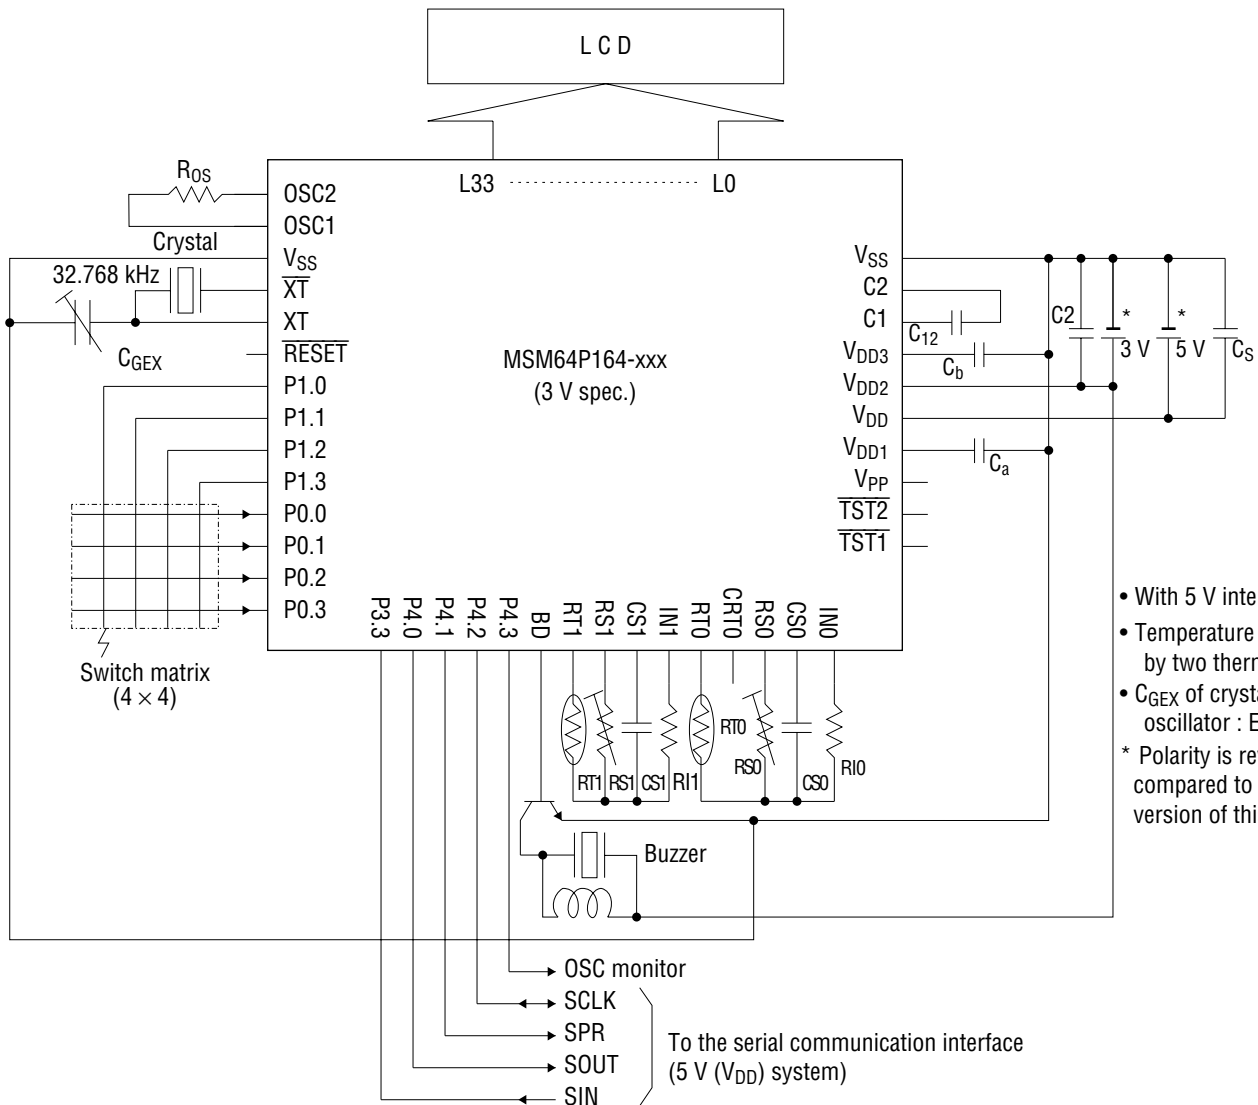 L C D
L33 ........................ L0
ROS
OSC2
OSC1
Crystal
VSS
32.768 kHz
XT
XT
CGEX
RESET
P1.0
P1.1
P1.2
P1.3
P0.0
P0.1
P0.2
P0.3
Switch matrix
(4 × 4)
MSM64P164-xxx
(3 V spec.)
VSS
C2
C1
C12
VDD3
Cb
VDD2
VDD
VDD1
Ca
VPP
TST2
TST1
C2
*
3 V
*
5 V
CS
P3.3
P4.0
P4.1
P4.2
P4.3
BD
RT1
RS1
CS1
IN1
RT0
CRT0
RS0
CS0
IN0
RT1
RS1
CS1
RI1
RT0
RS0
CS0
RI0
Buzzer
• With 5 V inte
• Temperature
by two therm
• CGEX of crysta
oscillator : E
* Polarity is re
compared to
version of thi
OSC monitor
SCLK
SPR
SOUT
SIN
To the serial communication interface
(5 V (VDD) system)